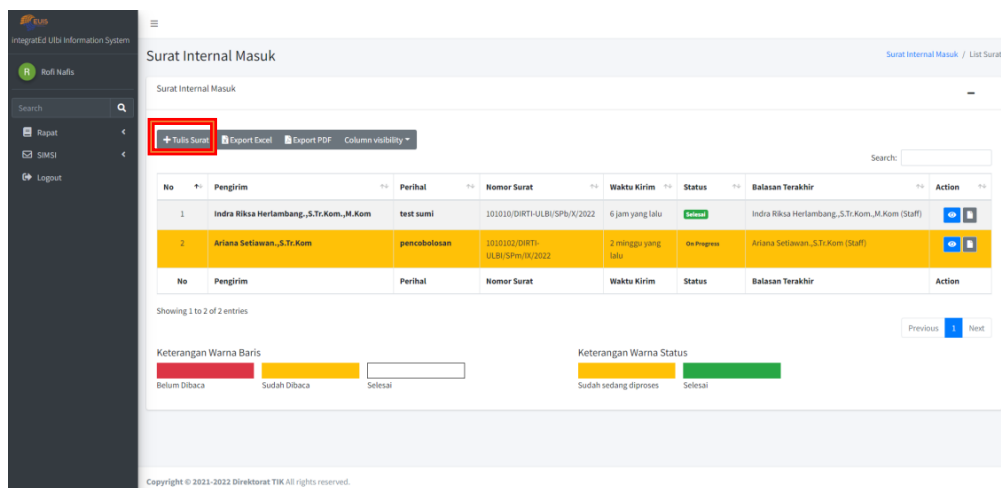 EUIS
integratEd Ulbi Information System
R Rofi Nafis
Search
Rapat
SIMSI
Logout
Surat Internal Masuk
Surat Internal Masuk / List Surat
Surat Internal Masuk
Tulis Surat Export Excel Export PDF Column visibility
Search:
No Pengirim Perihal Nomor Surat Waktu Kirim Status Balasan Terakhir Action
1 Indra Riksa Herlambang.,S.Tr.Kom.,M.Kom test sumi 101010/DIRTI-ULBI/SPb/X/2022 6 jam yang lalu Selesai Indra Riksa Herlambang.,S.Tr.Kom.,M.Kom (Staff)
2 Ariana Setiawan.,S.Tr.Kom pencobolosan 1010102/DIRTI- 2 minggu yang On Progress Ariana Setiawan.,S.Tr.Kom (Staff)
ULBI/SPm/IX/2022 lalu
No Pengirim Perihal Nomor Surat Waktu Kirim Status Balasan Terakhir Action
Showing 1 to 2 of 2 entries
Previous 1 Next
Keterangan Warna Baris Keterangan Warna Status
Belum Dibaca Sudah Dibaca Selesai Sudah sedang diproses Selesai
Copyright © 2021-2022 Direktorat TIK All rights reserved.